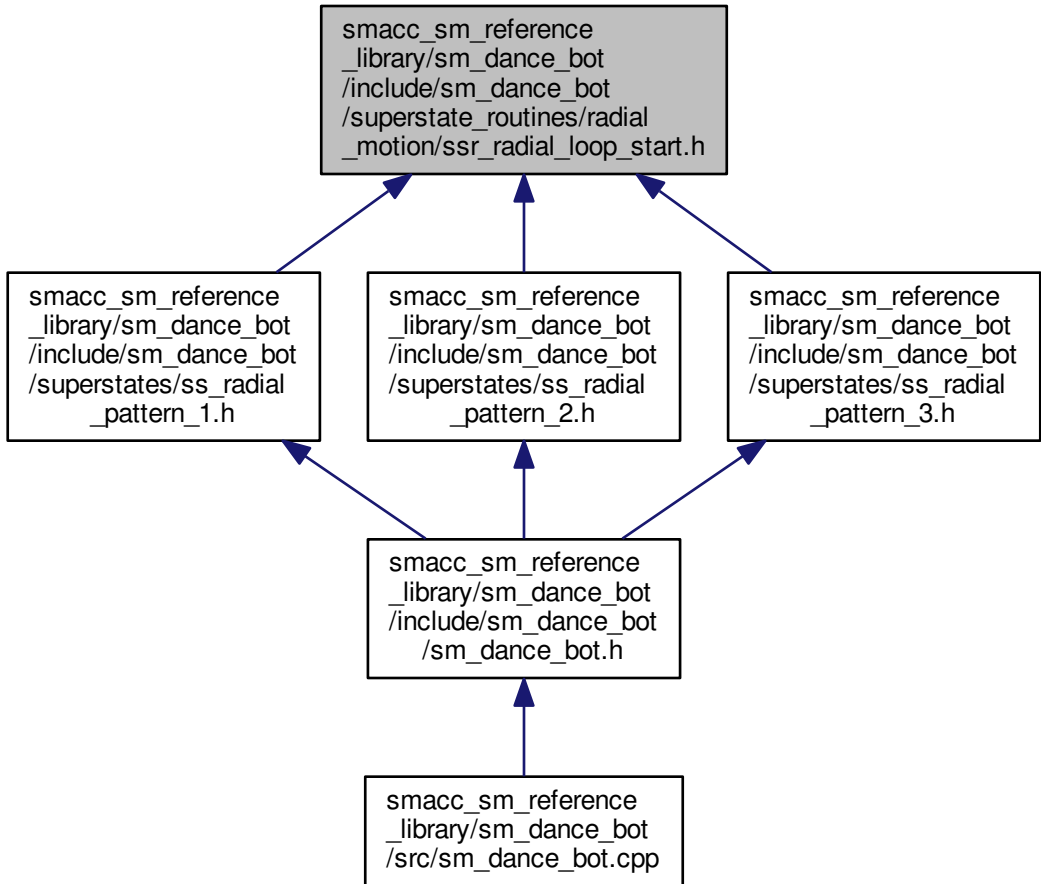 smacc_sm_reference
_library/sm_dance_bot
/include/sm_dance_bot
/superstate_routines/radial
_motion/ssr_radial_loop_start.h
smacc_sm_reference
_library/sm_dance_bot
/include/sm_dance_bot
/superstates/ss_radial
_pattern_1.h
smacc_sm_reference
_library/sm_dance_bot
/include/sm_dance_bot
/superstates/ss_radial
_pattern_2.h
smacc_sm_reference
_library/sm_dance_bot
/include/sm_dance_bot
/superstates/ss_radial
_pattern_3.h
smacc_sm_reference
_library/sm_dance_bot
/include/sm_dance_bot
/sm_dance_bot.h
smacc_sm_reference
_library/sm_dance_bot
/src/sm_dance_bot.cpp